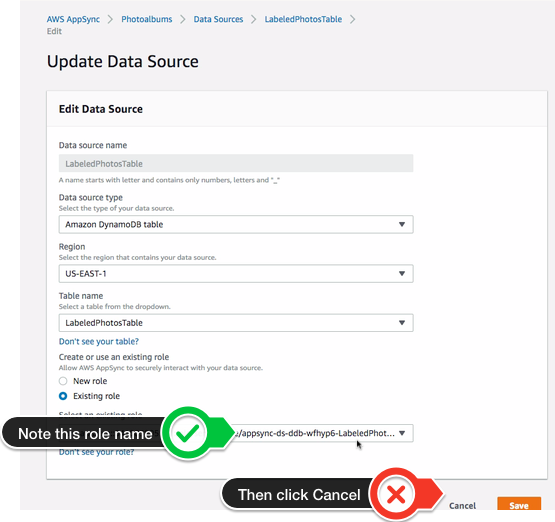 AWS AppSync > Photoalbums > Data Sources > LabeledPhotosTable >
Edit
Update Data Source
Edit Data Source
Data source name
LabeledPhotosTable
A name starts with letter and contains only numbers, letters and "_"
Data source type
Select the type of your data source.
Amazon DynamoDB table
Region
Select the region that contains your data source.
US-EAST-1
Table name
Select a table from the dropdown.
LabeledPhotosTable
Don't see your table?
Create or use an existing role
Allow AWS AppSync to securely interact with your data source.
New role
Existing role
Select an existing role
Note this role name
:/appsync-ds-ddb-wfhyp6-LabeledPhot...
Don't see your role?
Then click Cancel
Cancel
Save